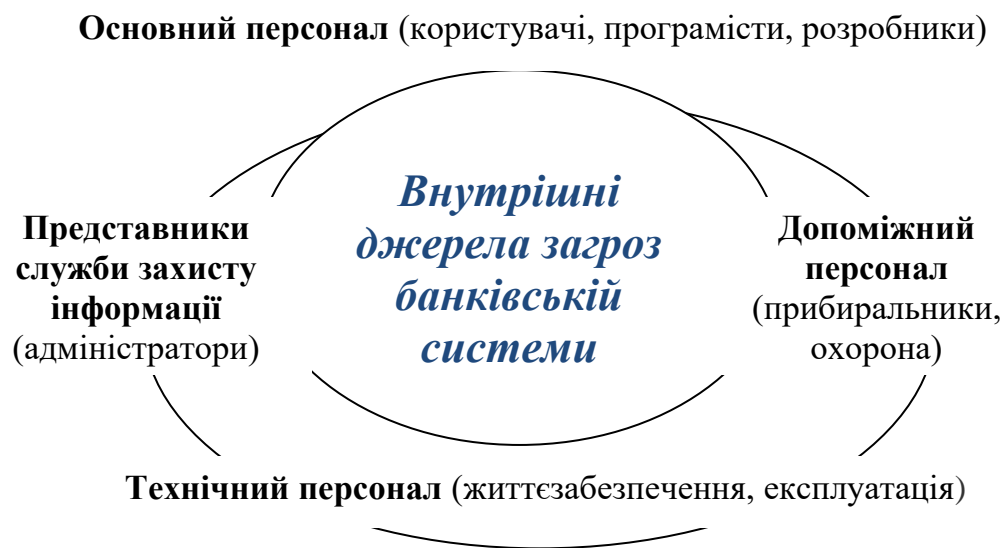 Основний персонал (користувачі, програмісти, розробники)
Внутрішні
джерела загроз
банківській
системи
Представники
служби захисту
інформації
(адміністратори)
Допоміжний
персонал
(прибиральники,
охорона)
Технічний персонал (життєзабезпечення, експлуатація)